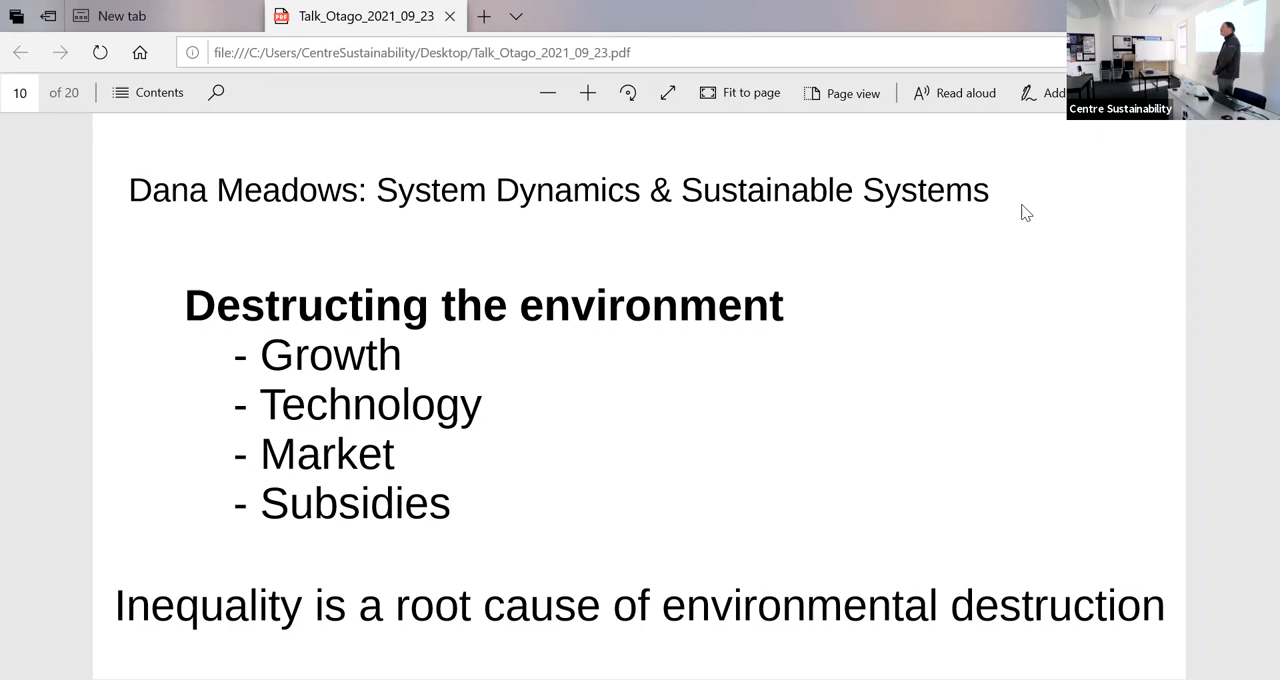 New tab
Talk_Otago_2021_09_23
file:///C:/Users/CentreSustainability/Desktop/Talk_Otago_2021_09_23.pdf
10 of 20 Contents Fit to page Page view Read aloud Add
Centre Sustainability
Dana Meadows: System Dynamics & Sustainable Systems
Destructing the environment
- Growth
- Technology
- Market
- Subsidies
Inequality is a root cause of environmental destruction